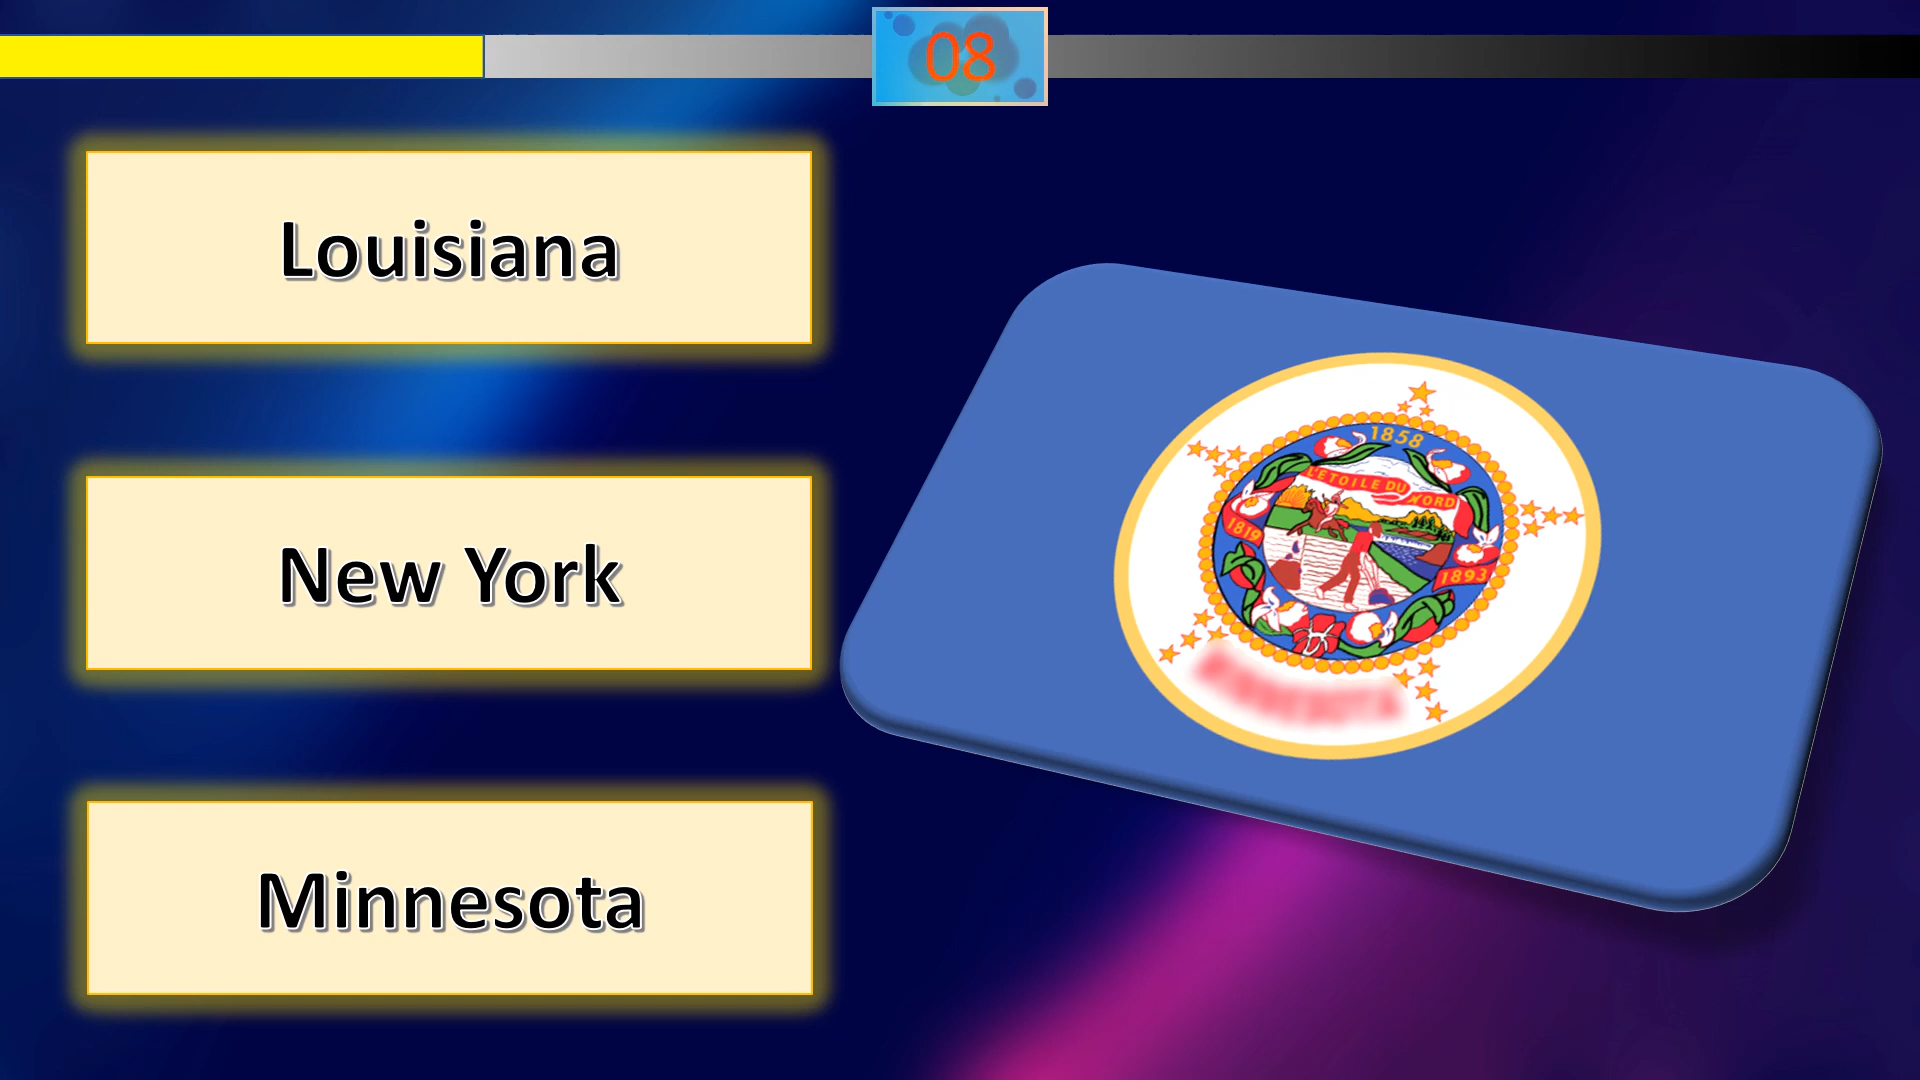 08
Louisiana
New York
Minnesota
1858
L'ETOILE DU NORD
1819
1893